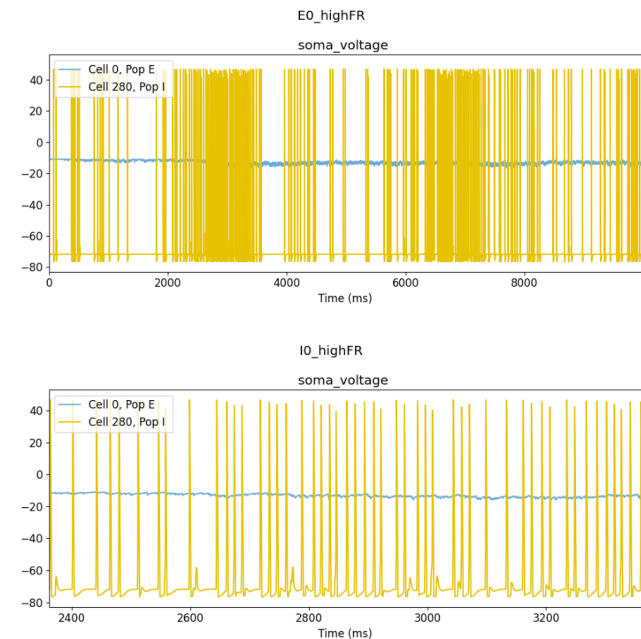 E0_highFR
soma_voltage
Cell 0, Pop E
Cell 280, Pop I
40
20
0
−20
−40
−60
−80
0 2000 4000 6000 8000
Time (ms)
I0_highFR
soma_voltage
Cell 0, Pop E
Cell 280, Pop I
40
20
0
−20
−40
−60
−80
2400 2600 2800 3000 3200
Time (ms)